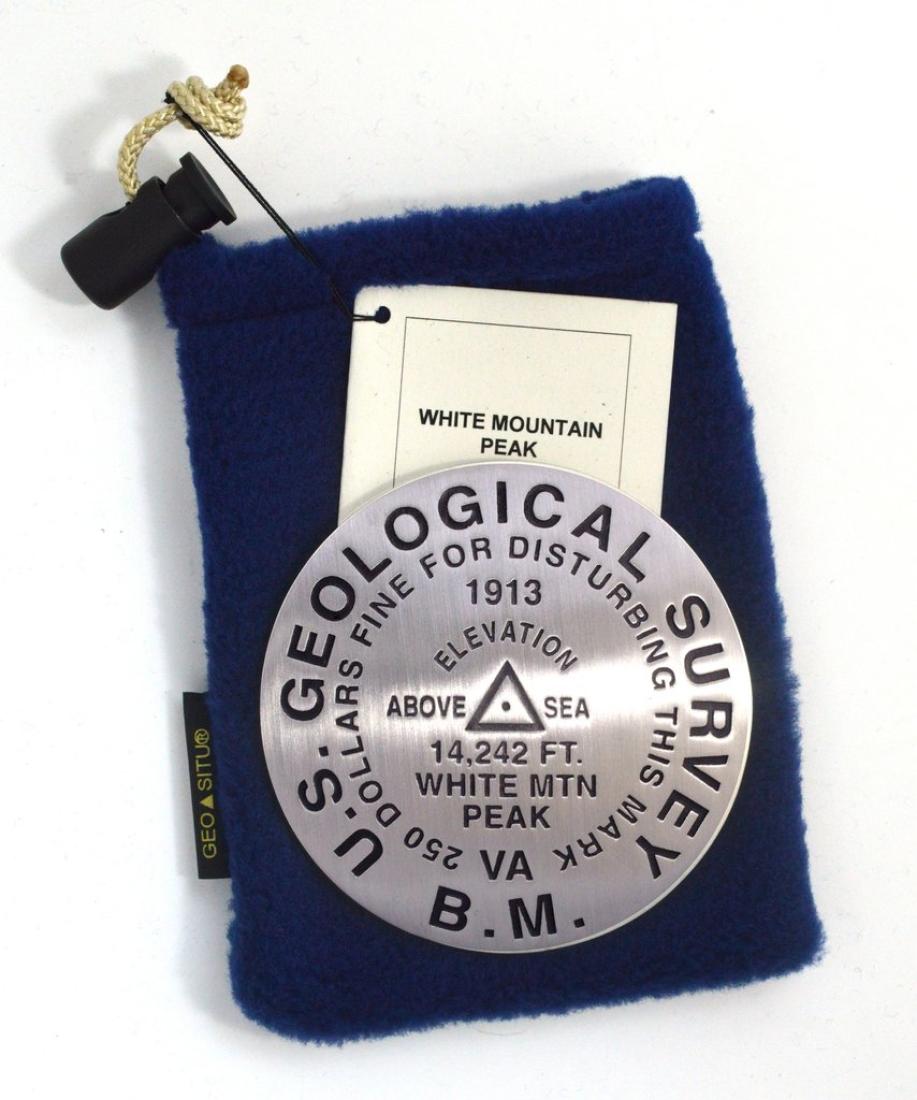 WHITE MOUNTAIN
PEAK
U.S. GEOLOGICAL SURVEY
250 DOLLARS FINE FOR DISTURBING THIS MARK
1913
ELEVATION
ABOVE SEA
14,242 FT.
WHITE MTN
PEAK
VA
B.M.
GEO▲SITU®